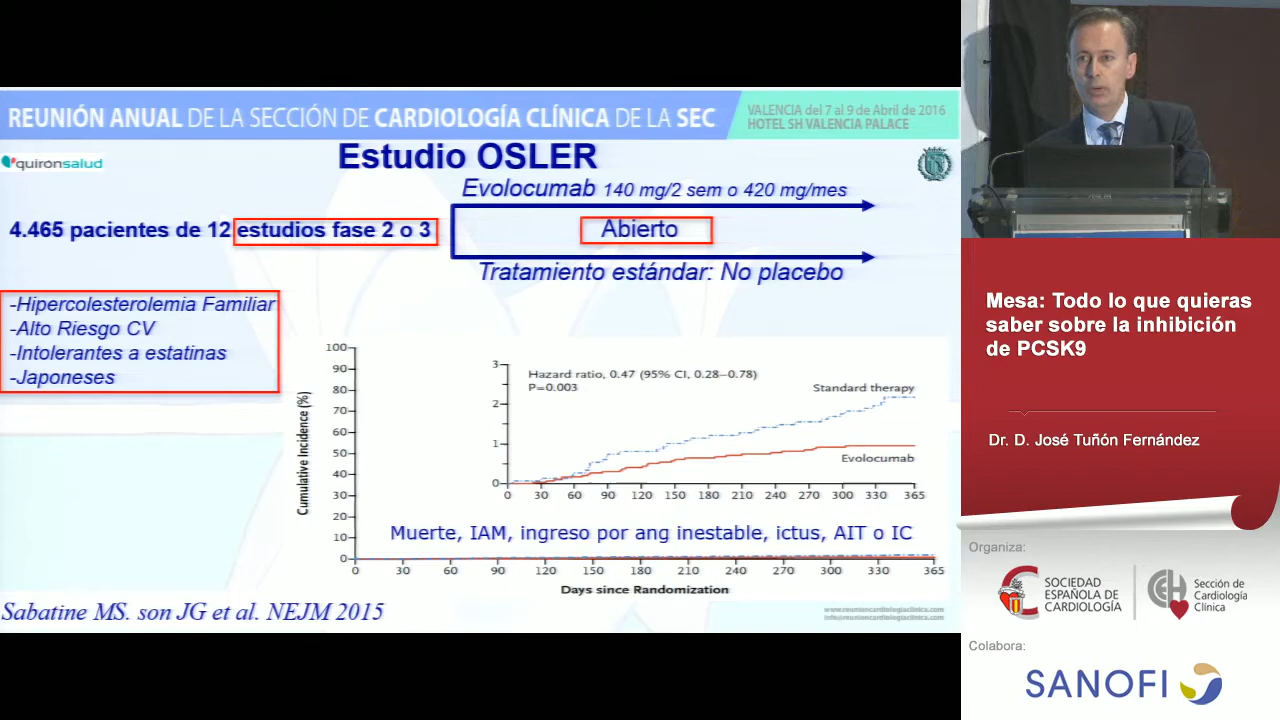 REUNIÓN ANUAL DE LA SECCIÓN DE CARDIOLOGÍA CLÍNICA DE LA SEC
VALENCIA del 7 al 9 de Abril de 2016
HOTEL SH VALENCIA PALACE
quirónsalud
Estudio OSLER
Evolocumab 140 mg/2 sem o 420 mg/mes
4.465 pacientes de 12 estudios fase 2 o 3
Abierto
Tratamiento estándar: No placebo
-Hipercolesterolemia Familiar
-Alto Riesgo CV
-Intolerantes a estatinas
-Japoneses
Cumulative Incidence (%)
100
90
80
70
60
50
40
30
20
10
0
0 30 60 90 120 150 180 210 240 270 300 330 365
Days since Randomization
3
2
1
0
0 30 60 90 120 150 180 210 240 270 300 330 365
Hazard ratio, 0.47 (95% CI, 0.28–0.78)
P=0.003
Standard therapy
Evolocumab
Muerte, IAM, ingreso por ang inestable, ictus, AIT o IC
Sabatine MS. son JG et al. NEJM 2015
www.reunioncardiologiaclinica.com
info@reunioncardiologiaclinica.com
Mesa: Todo lo que quieras
saber sobre la inhibición
de PCSK9
Dr. D. José Tuñón Fernández
Organiza:
SOCIEDAD
ESPAÑOLA DE
CARDIOLOGÍA
Sección de
Cardiología
Clínica
Colabora:
SANOFI